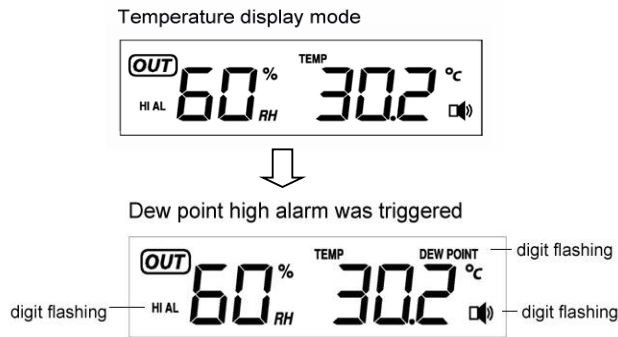 Temperature display mode
OUT 60 % TEMP 30.2 °C
HI AL RH
Dew point high alarm was triggered
OUT 60 % TEMP 30.2 DEW POINT °C digit flashing
digit flashing HI AL RH digit flashing